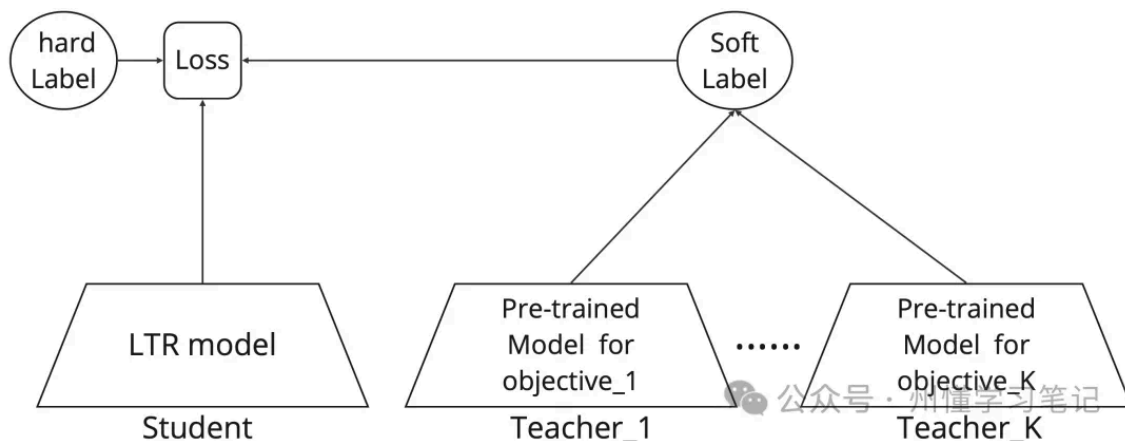 hard
Label
Loss
Soft
Label
LTR model
Pre-trained
Model for
objective_1
......
Pre-trained
Model for
objective_K
Student
Teacher_1
Teacher_K
公众号 · 州懂学习笔记